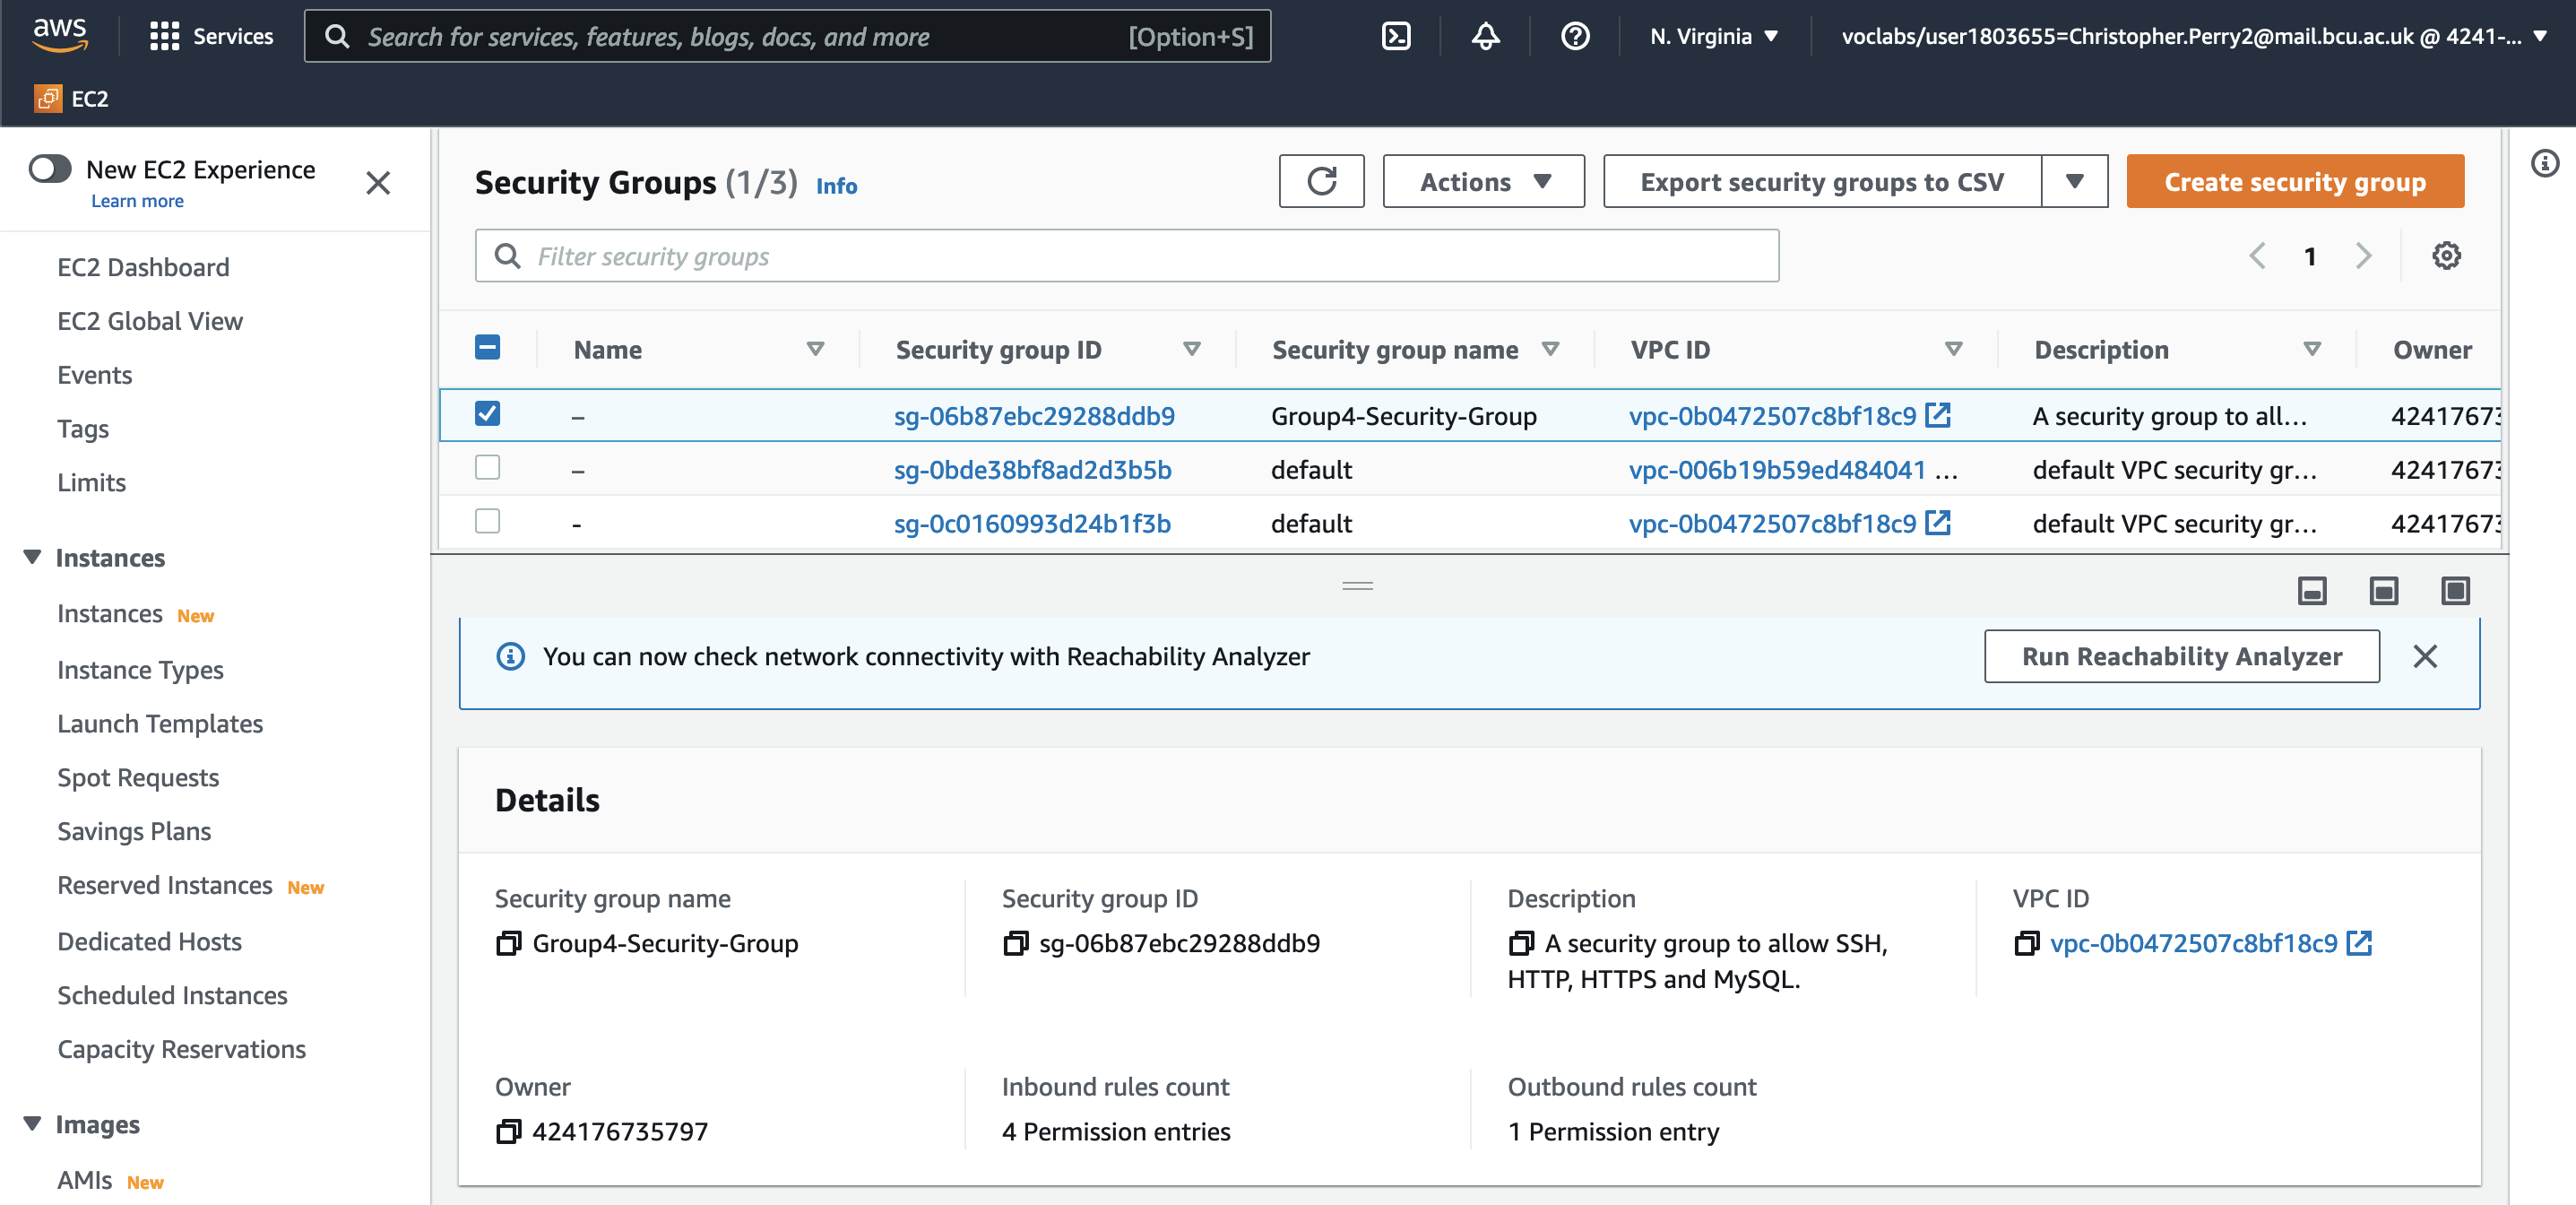 aws
Services
Search for services, features, blogs, docs, and more [Option+S]
N. Virginia
voclabs/user1803655=Christopher.Perry2@mail.bcu.ac.uk @ 4241-...
EC2
New EC2 Experience
Learn more
EC2 Dashboard
EC2 Global View
Events
Tags
Limits
Instances
Instances New
Instance Types
Launch Templates
Spot Requests
Savings Plans
Reserved Instances New
Dedicated Hosts
Scheduled Instances
Capacity Reservations
Images
AMIs New
Security Groups (1/3) Info
Actions
Export security groups to CSV
Create security group
Filter security groups
1
Name Security group ID Security group name VPC ID Description Owner
– sg-06b87ebc29288ddb9 Group4-Security-Group vpc-0b0472507c8bf18c9 A security group to all... 42417673
– sg-0bde38bf8ad2d3b5b default vpc-006b19b59ed484041 ... default VPC security gr... 42417673
- sg-0c0160993d24b1f3b default vpc-0b0472507c8bf18c9 default VPC security gr... 42417673
You can now check network connectivity with Reachability Analyzer
Run Reachability Analyzer
Details
Security group name
Group4-Security-Group
Security group ID
sg-06b87ebc29288ddb9
Description
A security group to allow SSH,
HTTP, HTTPS and MySQL.
VPC ID
vpc-0b0472507c8bf18c9
Owner
424176735797
Inbound rules count
4 Permission entries
Outbound rules count
1 Permission entry